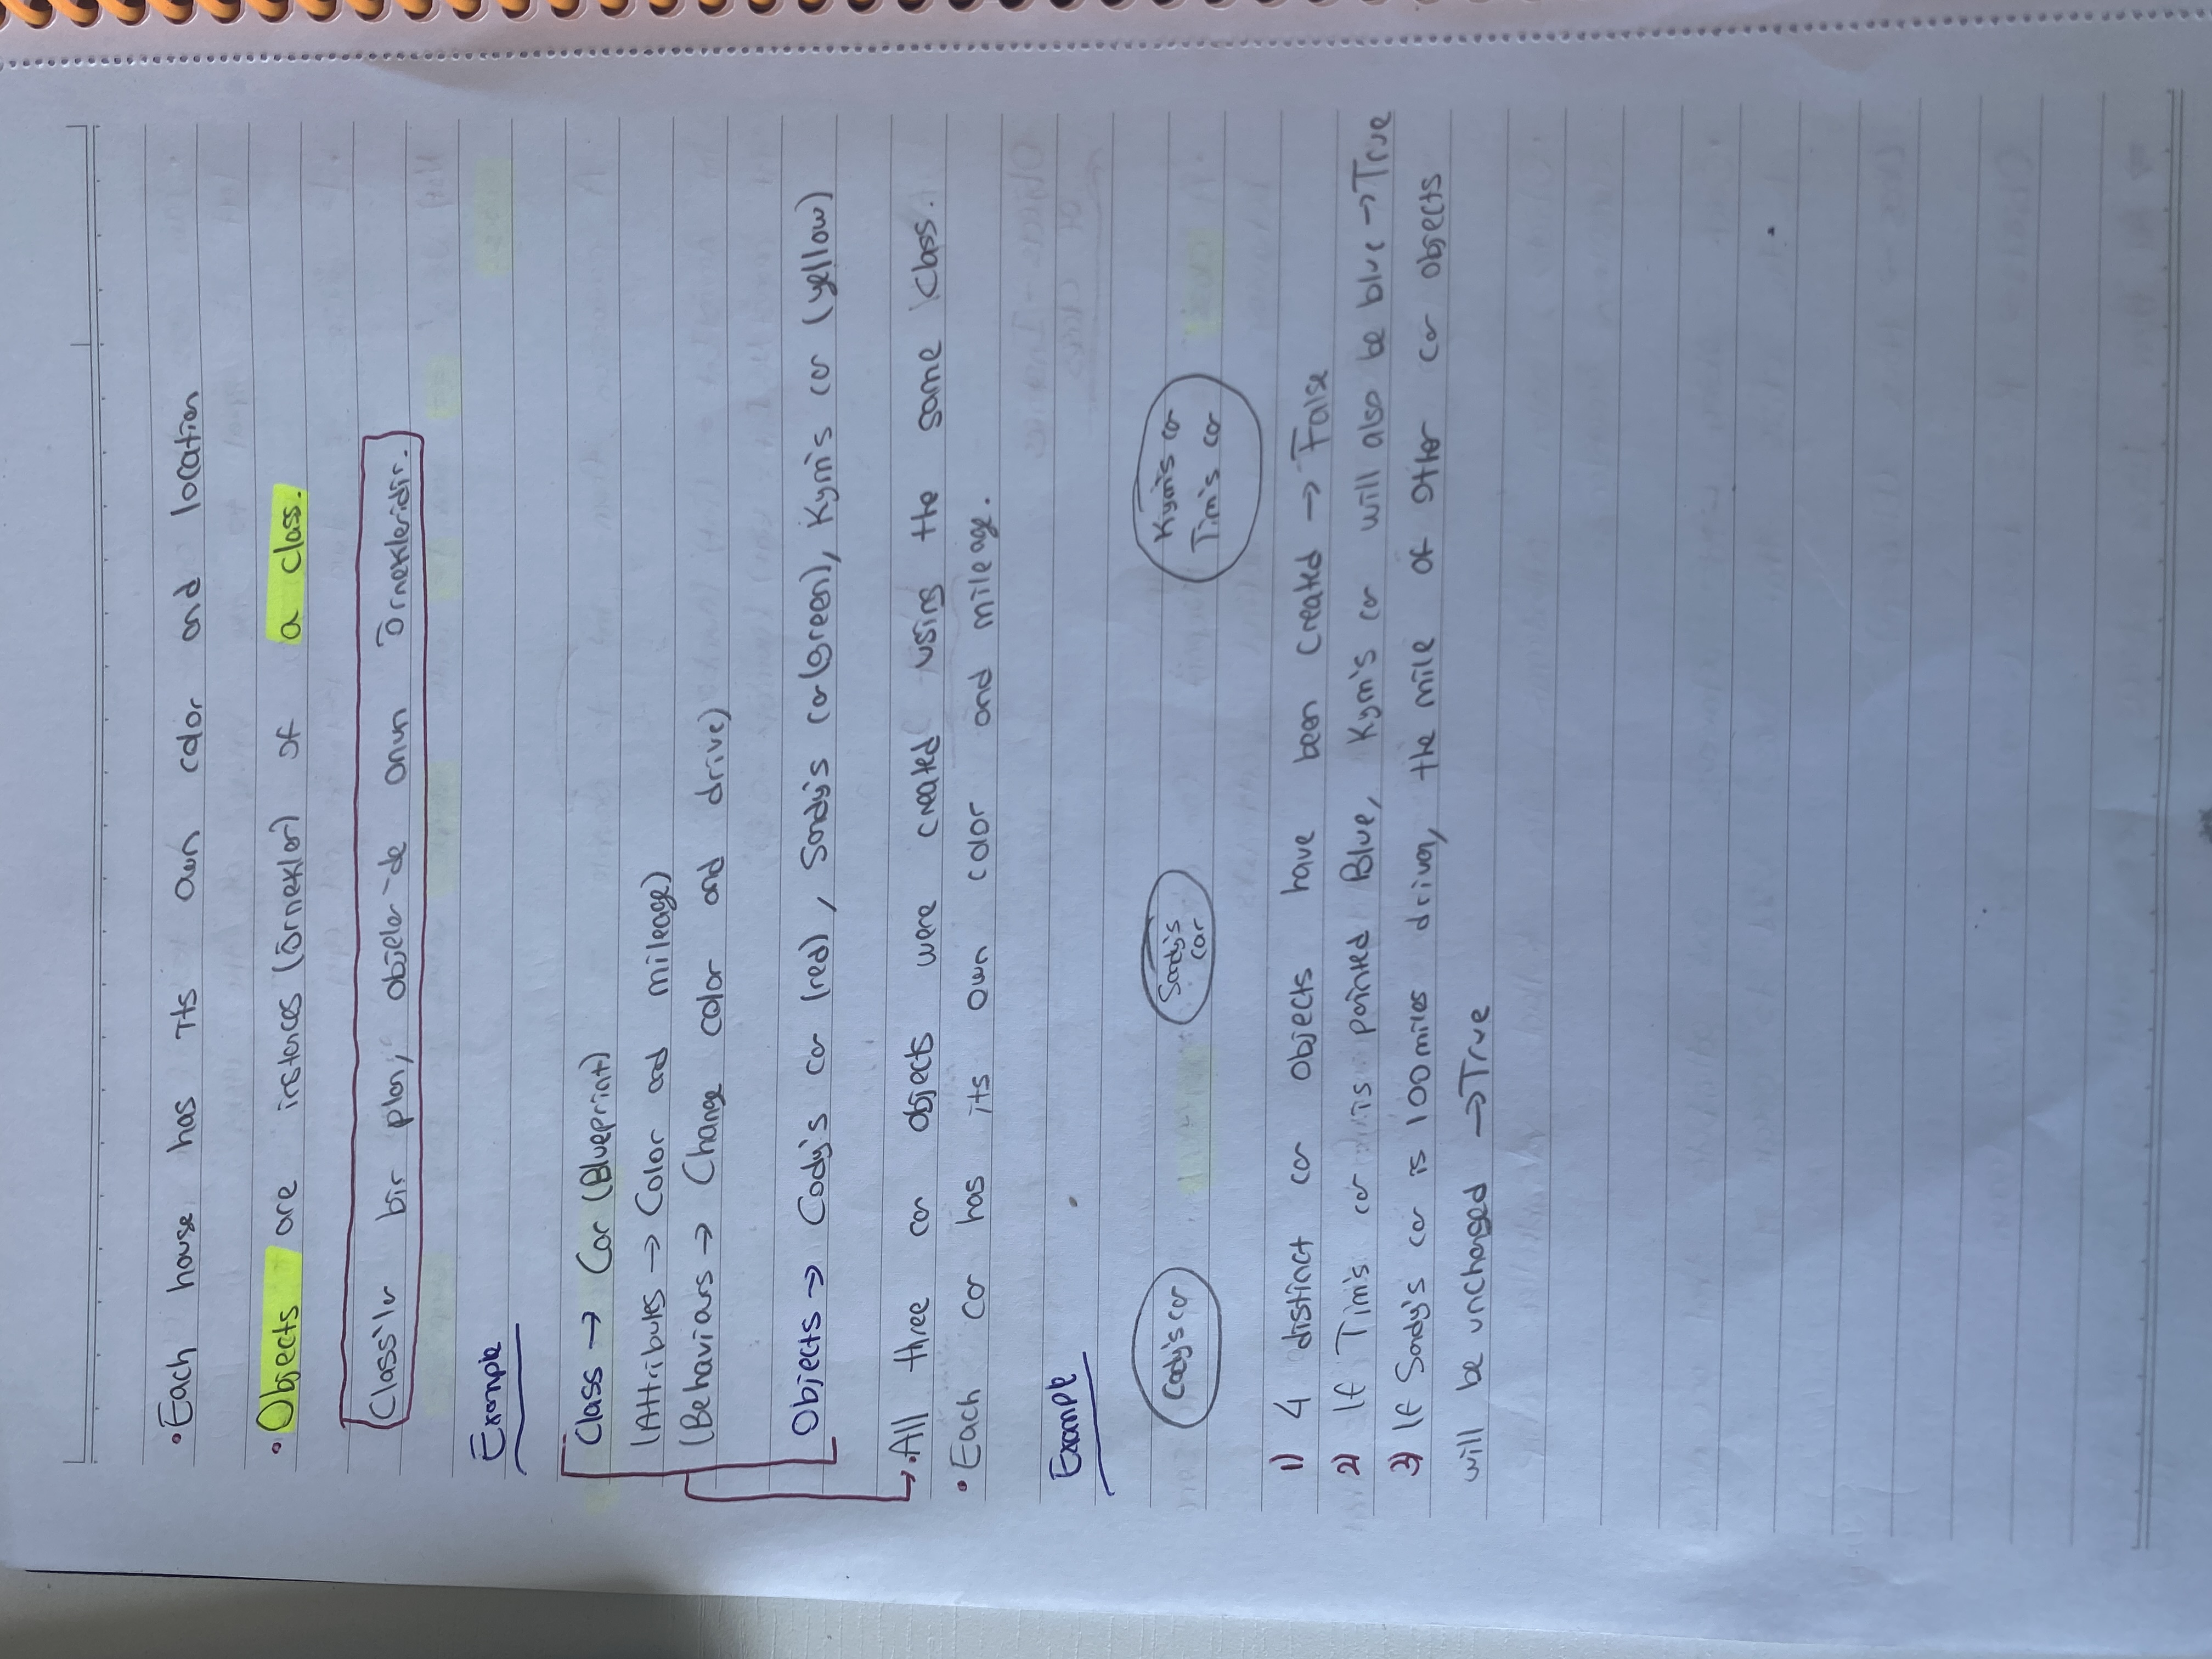 •Each house has its own color and location
•Objects are instances (Örnekler) of a class.
Class'lar bir plan, objeler-de onun Örnekleridir.
Example
Class → Car (Blueprint)
(Attributes → Color and mileage)
(Behaviors → Change color and drive)
Objects → Cody's car (red), Sandy's car (green), Kym's car (yellow)
•All three car objects were created using the same class.
•Each car has its own color and mileage.
Example
Cody's car
Sandy's
car
Kym's car
Tim's car
1) 4 distinct car objects have been created → False
2) If Tim's car is painted Blue, Kym's car will also be blue → True
3) If Sandy's car is 100 miles driven, the mile of other car objects
will be unchanged → True